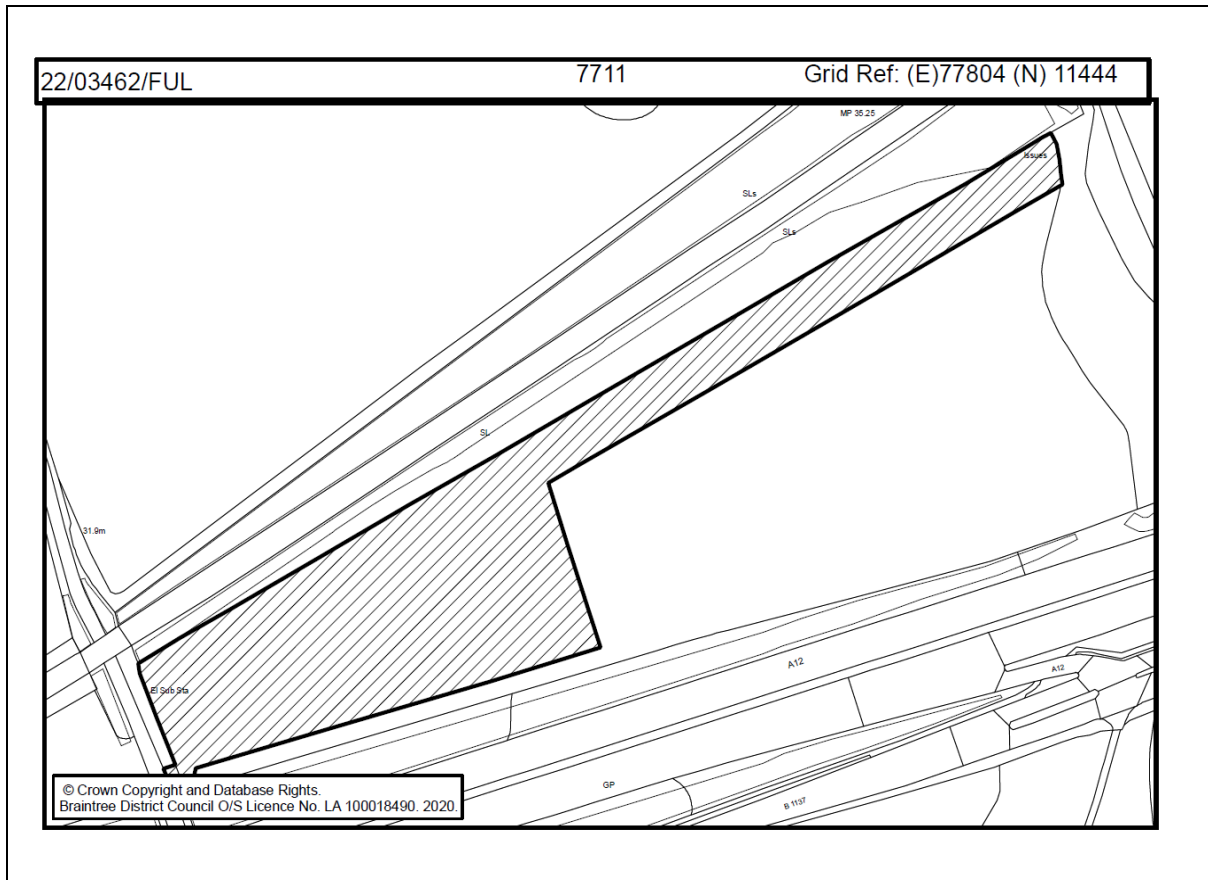 22/03462/FUL
7711
Grid Ref: (E)77804 (N) 11444
MP 35.25
Issues
SLs
SLs
SL
31.9m
El Sub Sta
A12
A12
GP
B 1137
© Crown Copyright and Database Rights.
Braintree District Council O/S Licence No. LA 100018490. 2020.